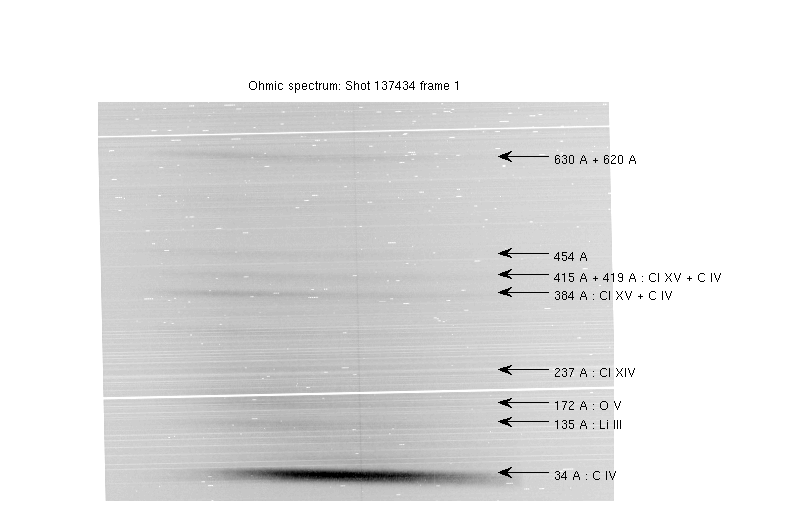 Ohmic spectrum: Shot 137434 frame 1
630 A + 620 A
454 A
415 A + 419 A : Cl XV + C IV
384 A : Cl XV + C IV
237 A : Cl XIV
172 A : O V
135 A : Li III
34 A : C IV